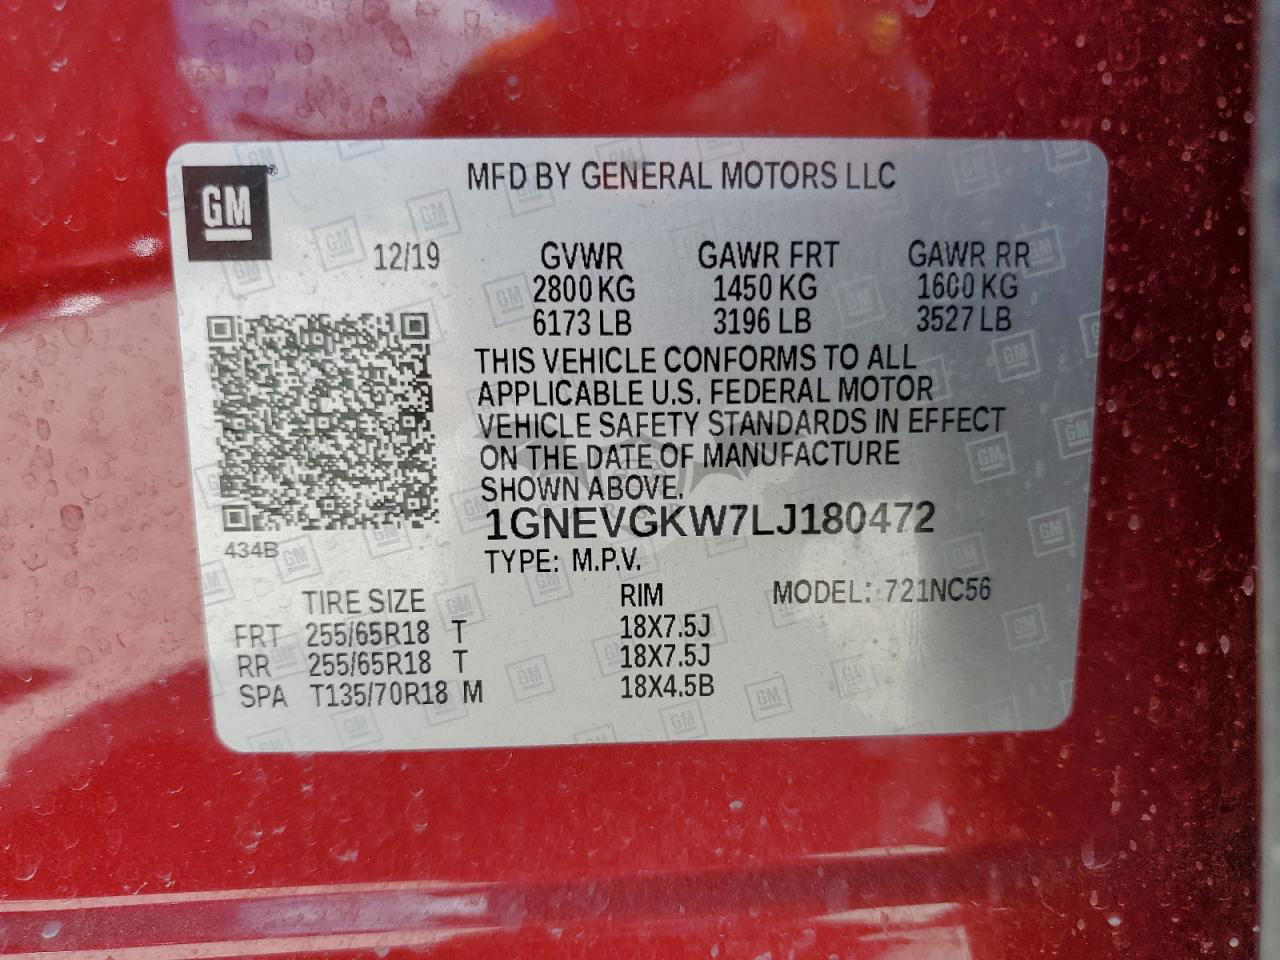 GM
MFD BY GENERAL MOTORS LLC
12/19 GVWR GAWR FRT GAWR RR
2800 KG 1450 KG 1600 KG
6173 LB 3196 LB 3527 LB
THIS VEHICLE CONFORMS TO ALL
APPLICABLE U.S. FEDERAL MOTOR
VEHICLE SAFETY STANDARDS IN EFFECT
ON THE DATE OF MANUFACTURE
SHOWN ABOVE.
1GNEVGKW7LJ180472
434B
TYPE: M.P.V.
TIRE SIZE RIM MODEL: 721NC56
FRT 255/65R18 T 18X7.5J
RR 255/65R18 T 18X7.5J
SPA T135/70R18 M 18X4.5B